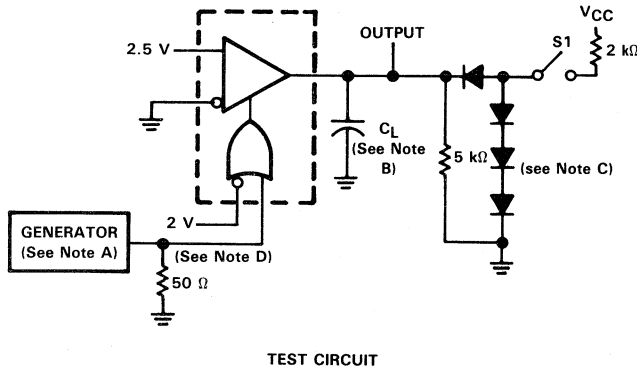 VCC
OUTPUT
S1
2 kΩ
2.5 V
CL
(See Note
B)
5 kΩ
(see Note C)
2 V
GENERATOR
(See Note A)
(See Note D)
50 Ω
TEST CIRCUIT